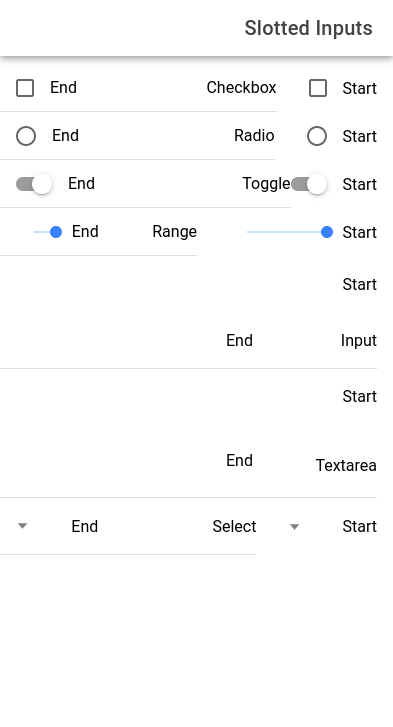 Slotted Inputs
Start Checkbox End
Start Radio End
Start Toggle End
Start Range End
Start
Input End
Start
Textarea End
Start Select End